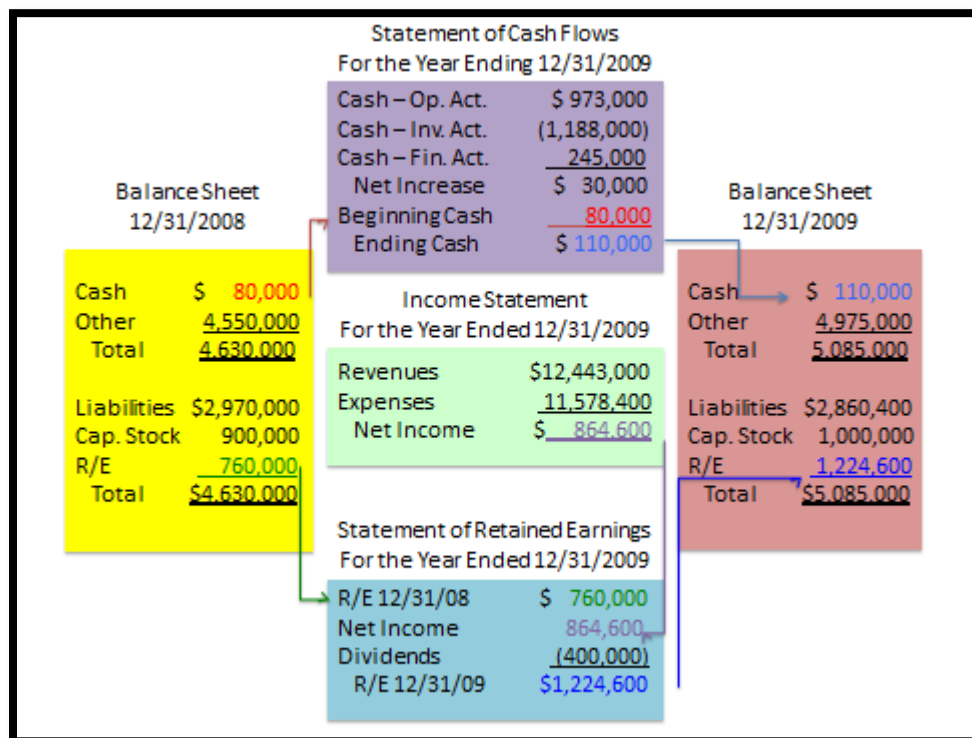 Statement of Cash Flows
For the Year Ending 12/31/2009
Cash – Op. Act. $ 973,000
Cash – Inv. Act. (1,188,000)
Cash – Fin. Act. 245,000
Net Increase $ 30,000
Beginning Cash 80,000
Ending Cash $ 110,000
Balance Sheet
12/31/2008
Cash $ 80,000
Other 4,550,000
Total 4,630,000
Liabilities $2,970,000
Cap. Stock 900,000
R/E 760,000
Total $4,630,000
Income Statement
For the Year Ended 12/31/2009
Revenues $12,443,000
Expenses 11,578,400
Net Income $ 864,600
Statement of Retained Earnings
For the Year Ended 12/31/2009
R/E 12/31/08 $ 760,000
Net Income 864,600
Dividends (400,000)
R/E 12/31/09 $1,224,600
Balance Sheet
12/31/2009
Cash $ 110,000
Other 4,975,000
Total 5,085,000
Liabilities $2,860,400
Cap. Stock 1,000,000
R/E 1,224,600
Total $5,085,000